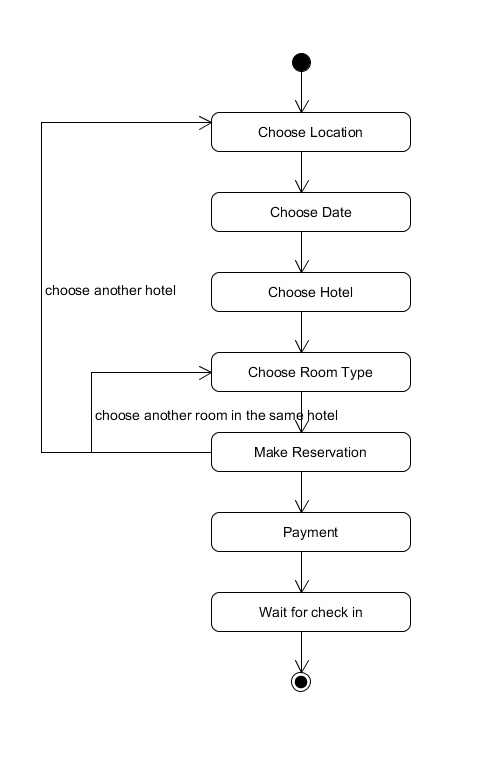 Choose Location
Choose Date
choose another hotel
Choose Hotel
Choose Room Type
choose another room in the same hotel
Make Reservation
Payment
Wait for check in